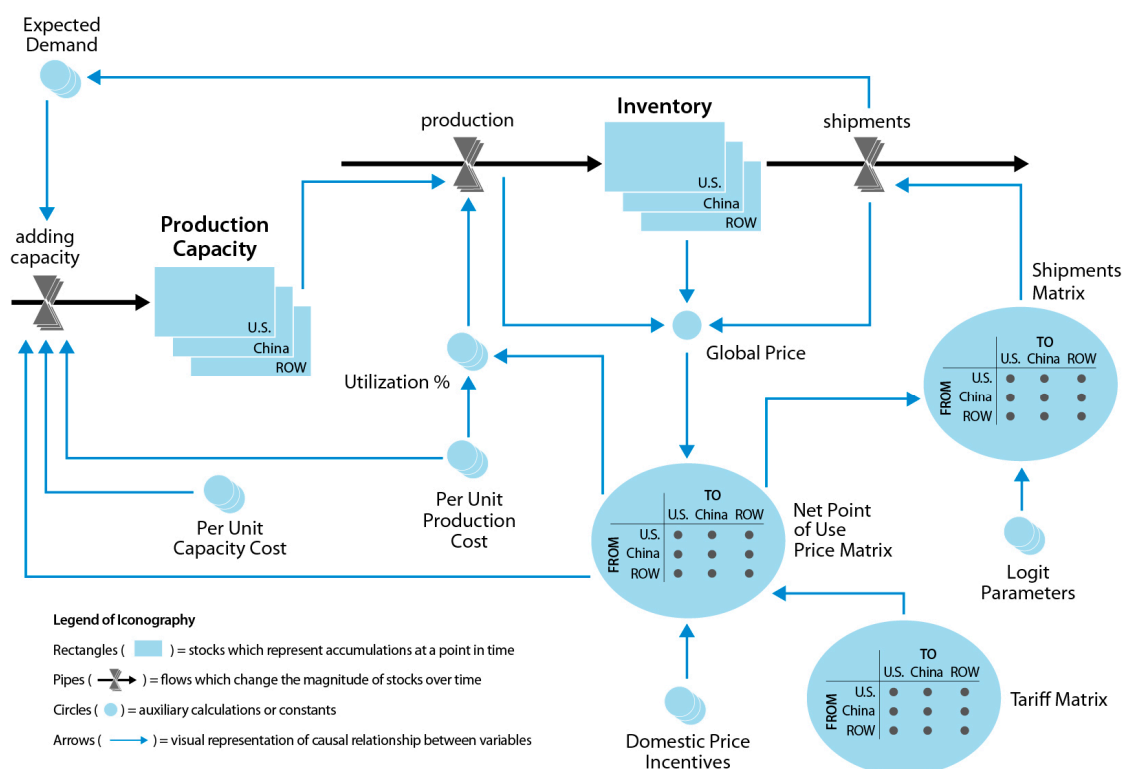 Expected
Demand
production
Inventory
shipments
U.S.
China
ROW
adding
capacity
Production
Capacity
U.S.
China
ROW
Shipments
Matrix
Global Price
Utilization %
TO
U.S. China ROW
FROM
U.S.
China
ROW
Per Unit
Capacity Cost
Per Unit
Production
Cost
TO
U.S. China ROW
FROM
U.S.
China
ROW
Net Point
of Use
Price Matrix
Logit
Parameters
Legend of Iconography
Rectangles ( ) = stocks which represent accumulations at a point in time
Pipes ( ) = flows which change the magnitude of stocks over time
Circles ( ) = auxiliary calculations or constants
Arrows ( ) = visual representation of causal relationship between variables
Domestic Price
Incentives
TO
U.S. China ROW
FROM
U.S.
China
ROW
Tariff Matrix